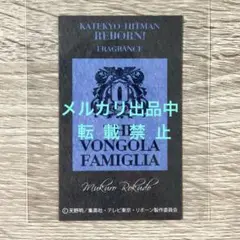 KATEKYO HITMAN
REBORN!
FRAGRANCE
メルカリ出品中
転載禁止
VONGOLA
FAMIGLIA
Mukuro Rokudo
©天野明/集英社・テレビ東京・リボーン製作委員会